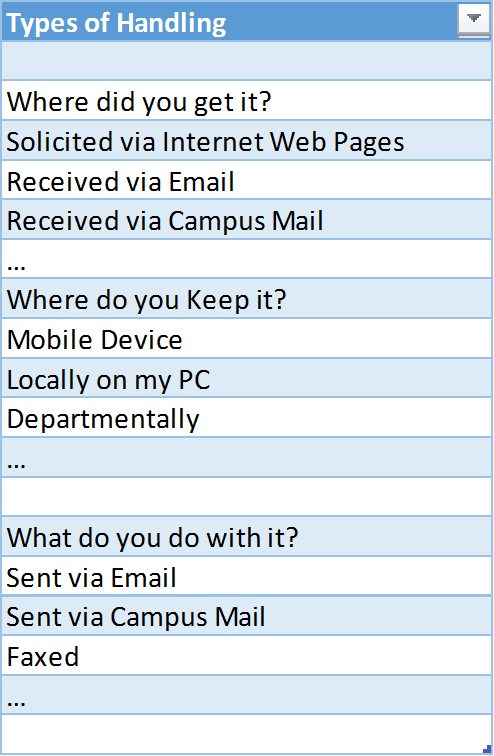 Types of Handling
Where did you get it?
Solicited via Internet Web Pages
Received via Email
Received via Campus Mail
...
Where do you Keep it?
Mobile Device
Locally on my PC
Departmentally
...
What do you do with it?
Sent via Email
Sent via Campus Mail
Faxed
...